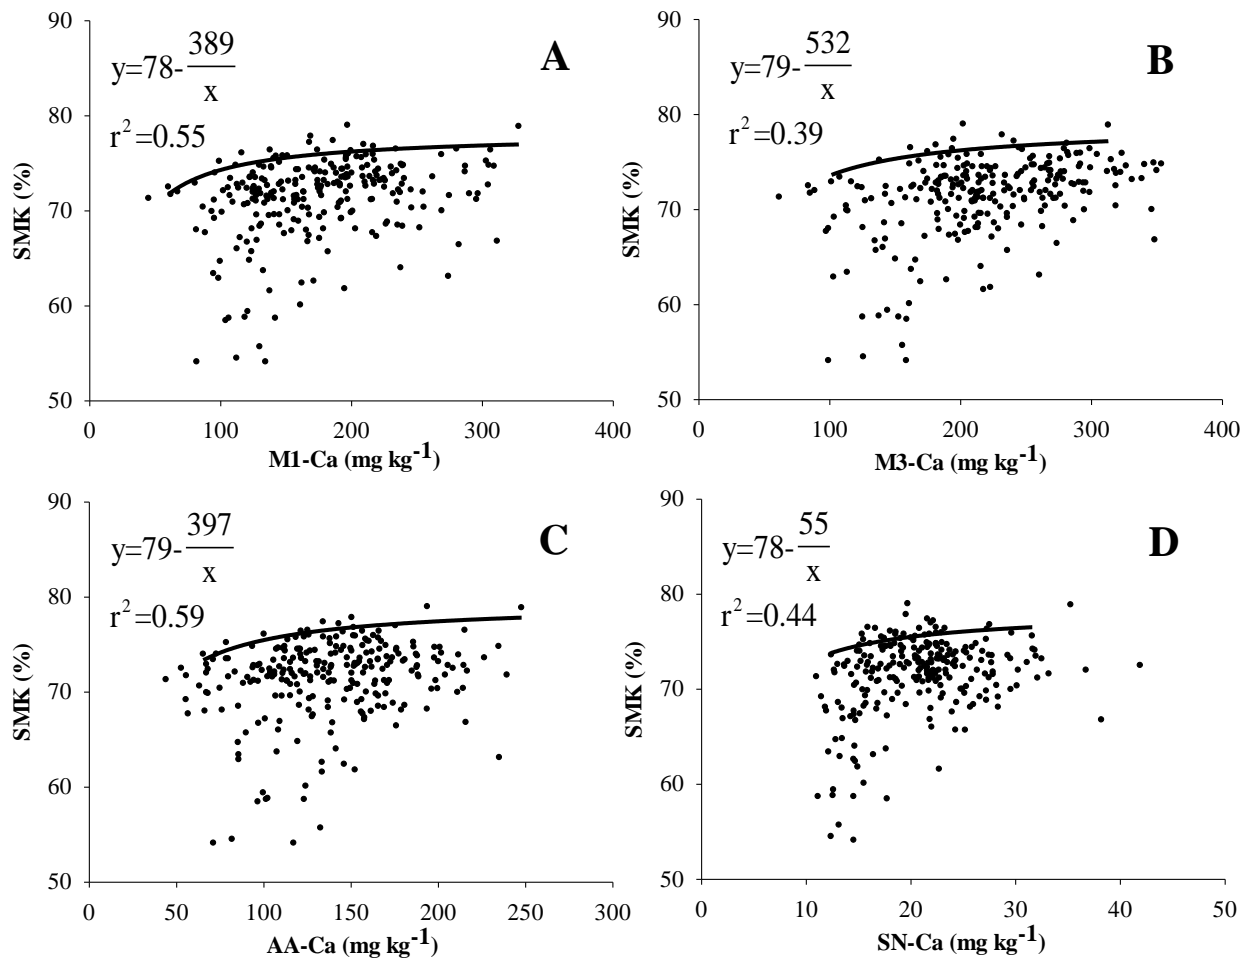 90
80
70
60
50
SMK (%)
y=78-389/x
r²=0.55
A
0 100 200 300 400
M1-Ca (mg kg⁻¹)
90
80
70
60
50
SMK (%)
y=79-532/x
r²=0.39
B
0 100 200 300 400
M3-Ca (mg kg⁻¹)
90
80
70
60
50
SMK (%)
y=79-397/x
r²=0.59
C
0 50 100 150 200 250 300
AA-Ca (mg kg⁻¹)
90
80
70
60
50
SMK (%)
y=78-55/x
r²=0.44
D
0 10 20 30 40 50
SN-Ca (mg kg⁻¹)